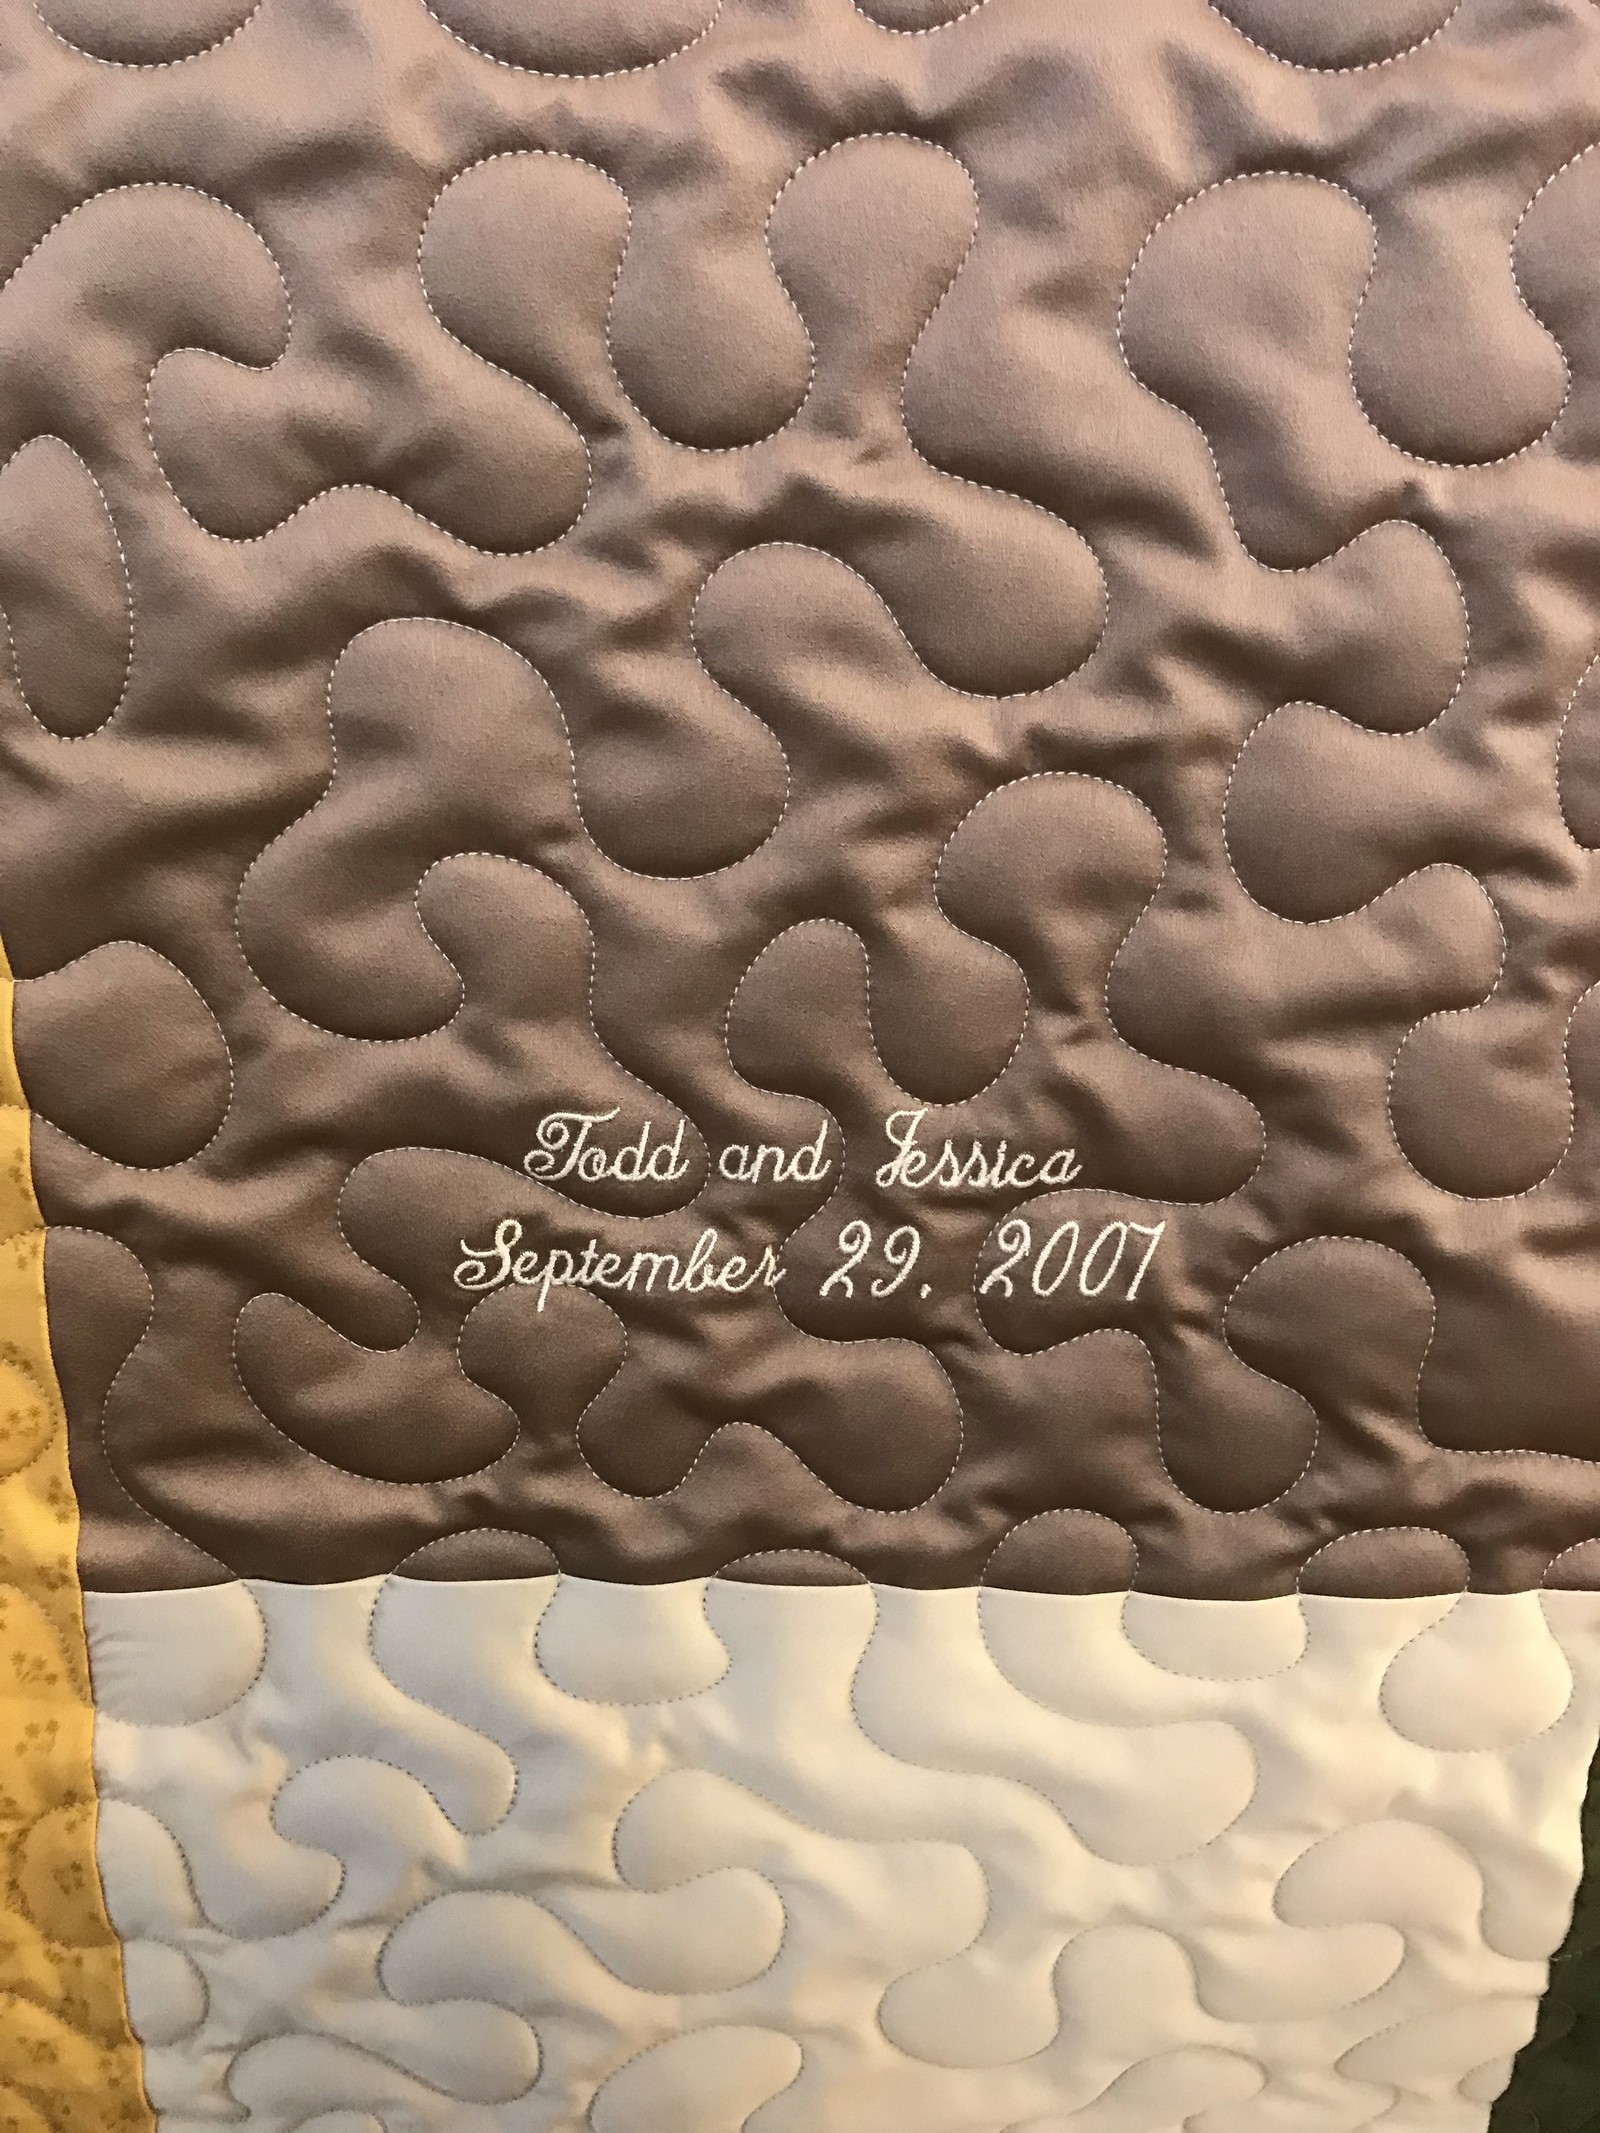 Todd and Jessica
September 29, 2007